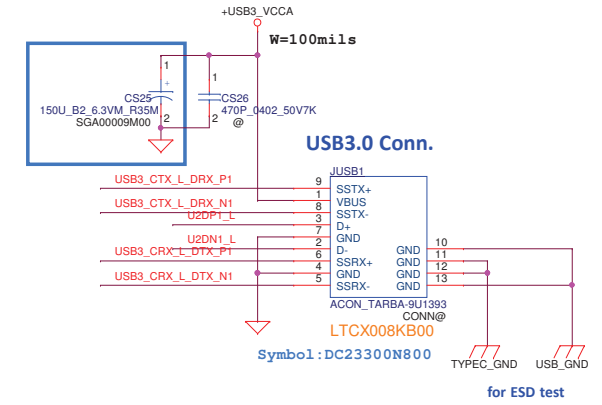 +USB3_VCCA
W=100mils
1
+
1
CS25
CS26
150U_B2_6.3VM_R35M
470P_0402_50V7K
SGA00009M00
2
2
@
USB3.0 Conn.
JUSB1
USB3_CTX_L_DRX_P1
9
SSTX+
1
VBUS
USB3_CTX_L_DRX_N1
8
SSTX-
U2DP1_L
3
D+
7
GND
U2DN1_L
2
D-
GND
10
USB3_CRX_L_DTX_P1
6
SSRX+
GND
11
4
GND
GND
12
USB3_CRX_L_DTX_N1
5
SSRX-
GND
13
ACON_TARBA-9U1393
CONN@
LTCX008KB00
Symbol:DC23300N800
TYPEC_GND
USB_GND
for ESD test